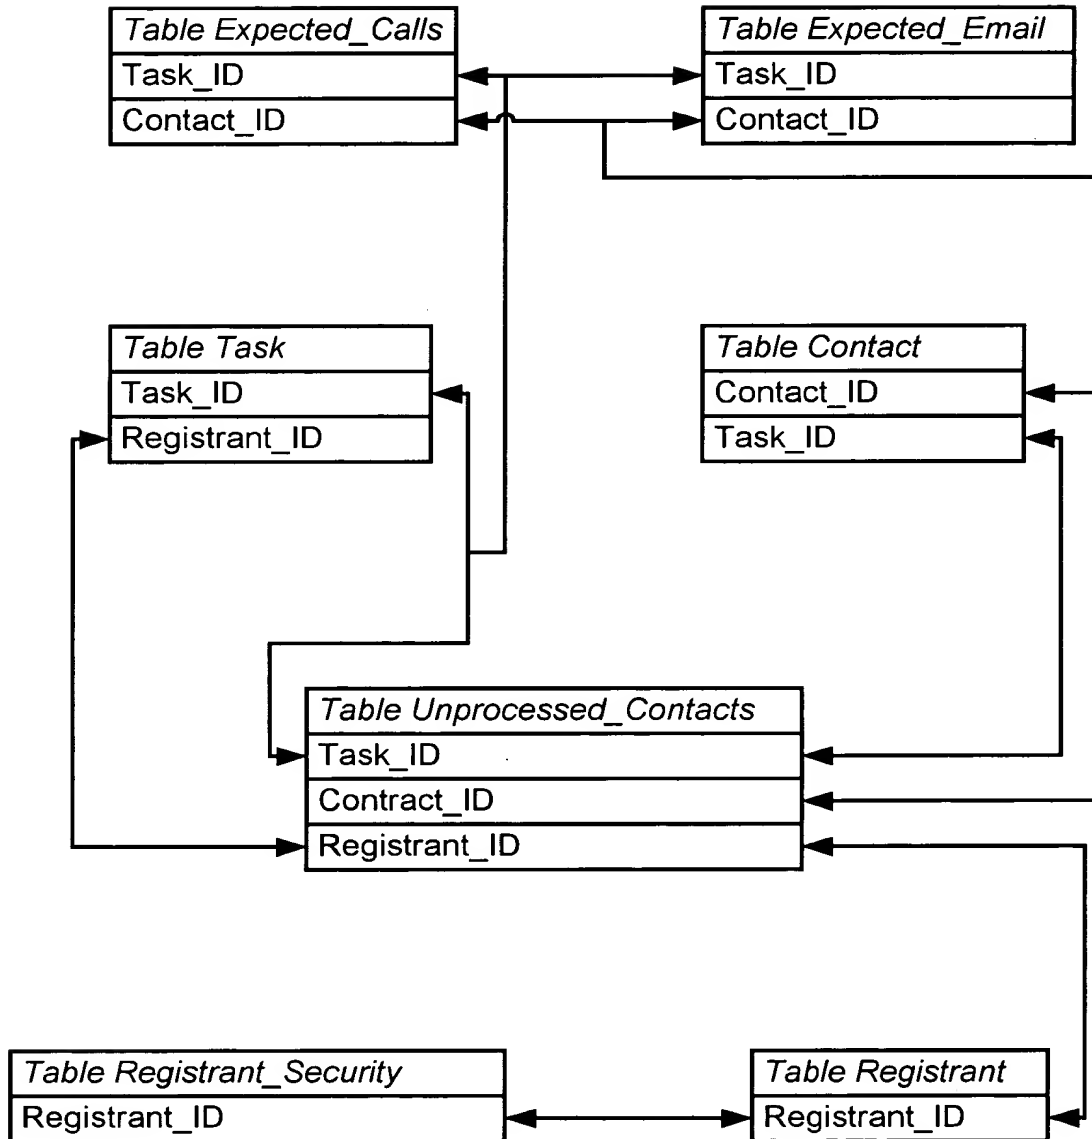 Table Expected_Calls
Task_ID
Contact_ID
Table Expected_Email
Task_ID
Contact_ID
Table Task
Task_ID
Registrant_ID
Table Contact
Contact_ID
Task_ID
Table Unprocessed_Contacts
Task_ID
Contract_ID
Registrant_ID
Table Registrant_Security
Registrant_ID
Table Registrant
Registrant_ID